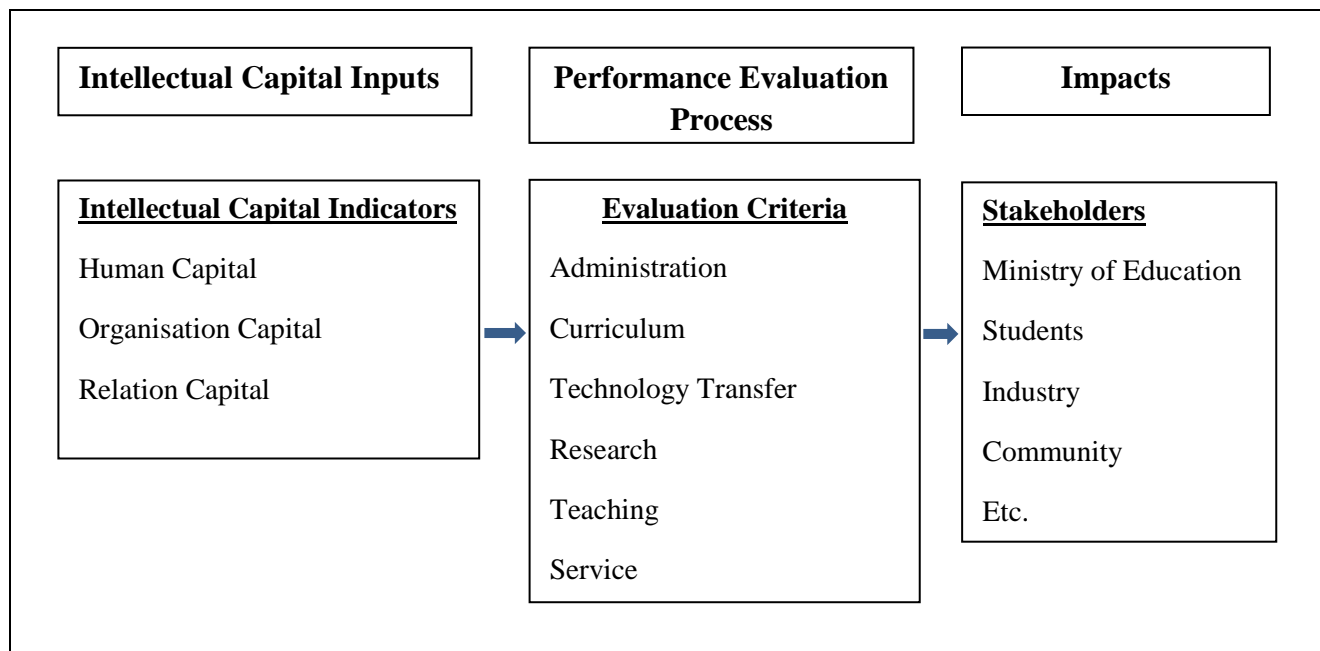 Intellectual Capital Inputs
Performance Evaluation
Process
Impacts
Intellectual Capital Indicators
Human Capital
Organisation Capital
Relation Capital
Evaluation Criteria
Administration
Curriculum
Technology Transfer
Research
Teaching
Service
Stakeholders
Ministry of Education
Students
Industry
Community
Etc.